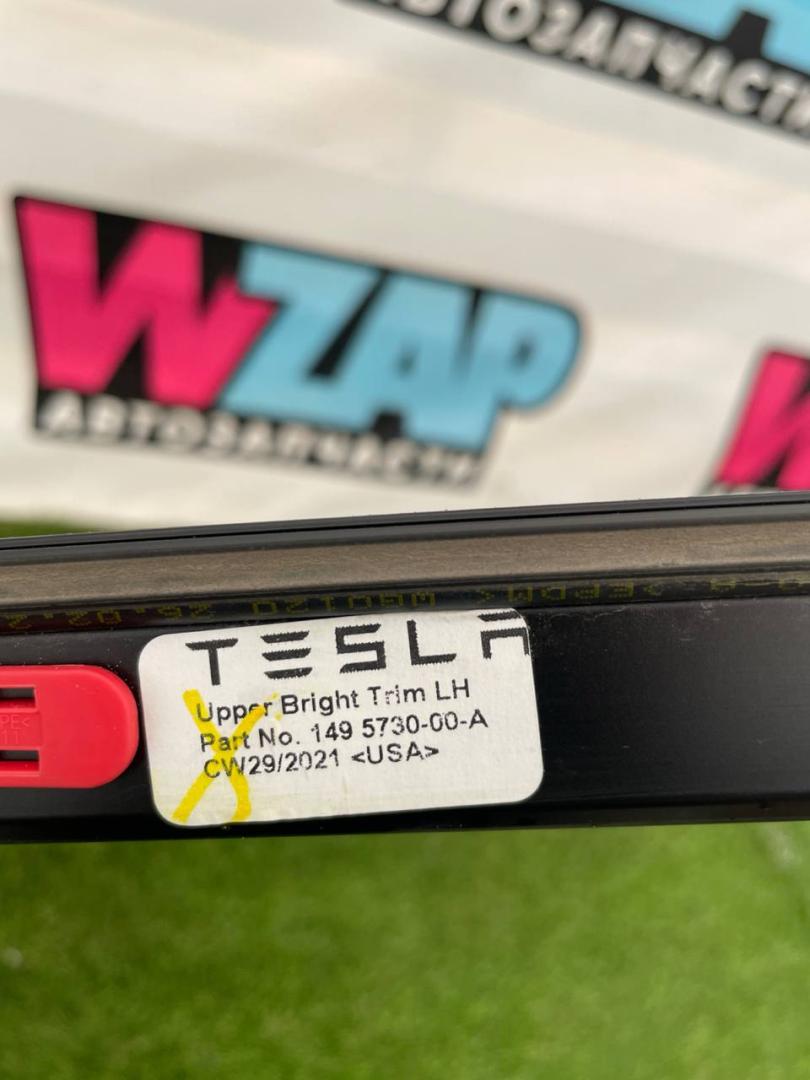 АВТОЗАПЧАСТИ
WZAP
АВТОЗАПЧАСТИ
TESLA
Upper Bright Trim LH
Part No. 149 5730-00-A
CW29/2021 <USA>